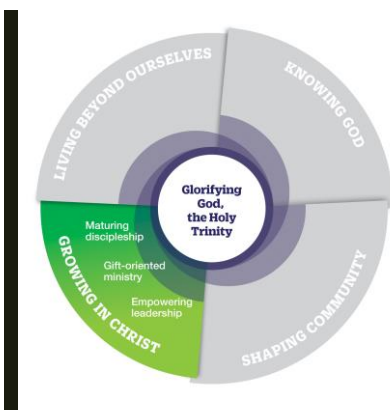 LIVING BEYOND OURSELVES
KNOWING GOD
Glorifying
God,
the Holy
Trinity
Maturing
discipleship
Gift-oriented
ministry
Empowering
leadership
GROWING IN CHRIST
SHAPING COMMUNITY